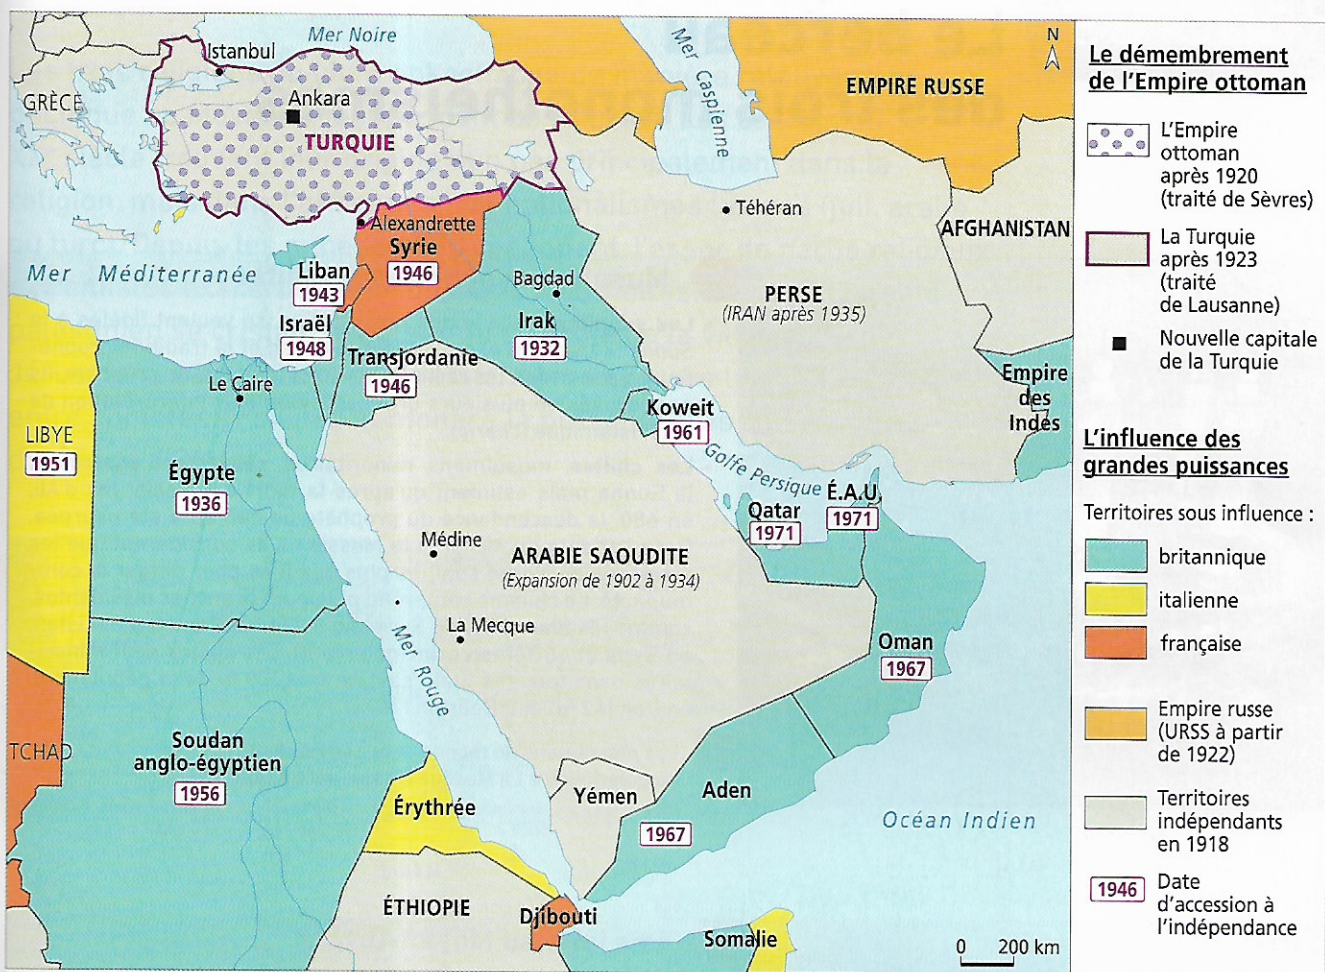 Mer Noire
Istanbul
GRÈCE
Ankara
TURQUIE
Mer Caspienne
EMPIRE RUSSE
N
Téhéran
AFGHANISTAN
Alexandrette
Syrie
1946
Mer Méditerranée
Liban
1943
Bagdad
PERSE
(IRAN après 1935)
Israël
1948
Irak
1932
Transjordanie
1946
Le Caire
Empire
des
Indes
Koweit
1961
LIBYE
1951
Golfe Persique
Égypte
1936
É.A.U.
1971
Qatar
1971
Médine
ARABIE SAOUDITE
(Expansion de 1902 à 1934)
La Mecque
Mer Rouge
Oman
1967
TCHAD
Soudan
anglo-égyptien
1956
Érythrée
Yémen
Aden
1967
Océan Indien
ÉTHIOPIE
Djibouti
Somalie
0 200 km
Le démembrement
de l'Empire ottoman
L'Empire
ottoman
après 1920
(traité de Sèvres)
La Turquie
après 1923
(traité
de Lausanne)
Nouvelle capitale
de la Turquie
L'influence des
grandes puissances
Territoires sous influence :
britannique
italienne
française
Empire russe
(URSS à partir
de 1922)
Territoires
indépendants
en 1918
1946
Date
d'accession à
l'indépendance